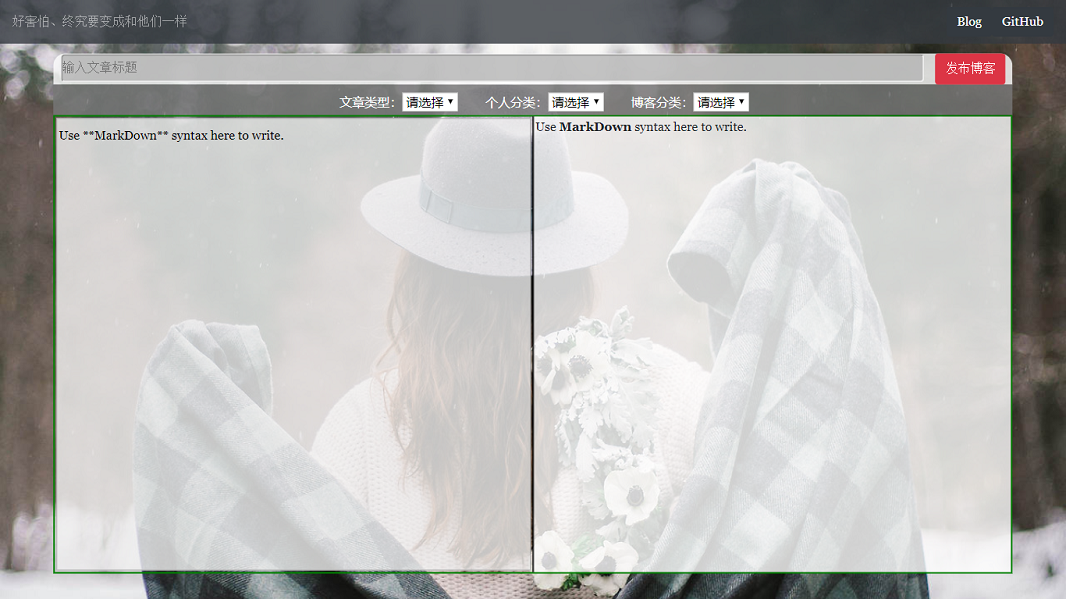 好害怕、终究要变成和他们一样
Blog GitHub
输入文章标题 发布博客
文章类型： 请选择 个人分类： 请选择 博客分类： 请选择
Use **MarkDown** syntax here to write.
Use MarkDown syntax here to write.